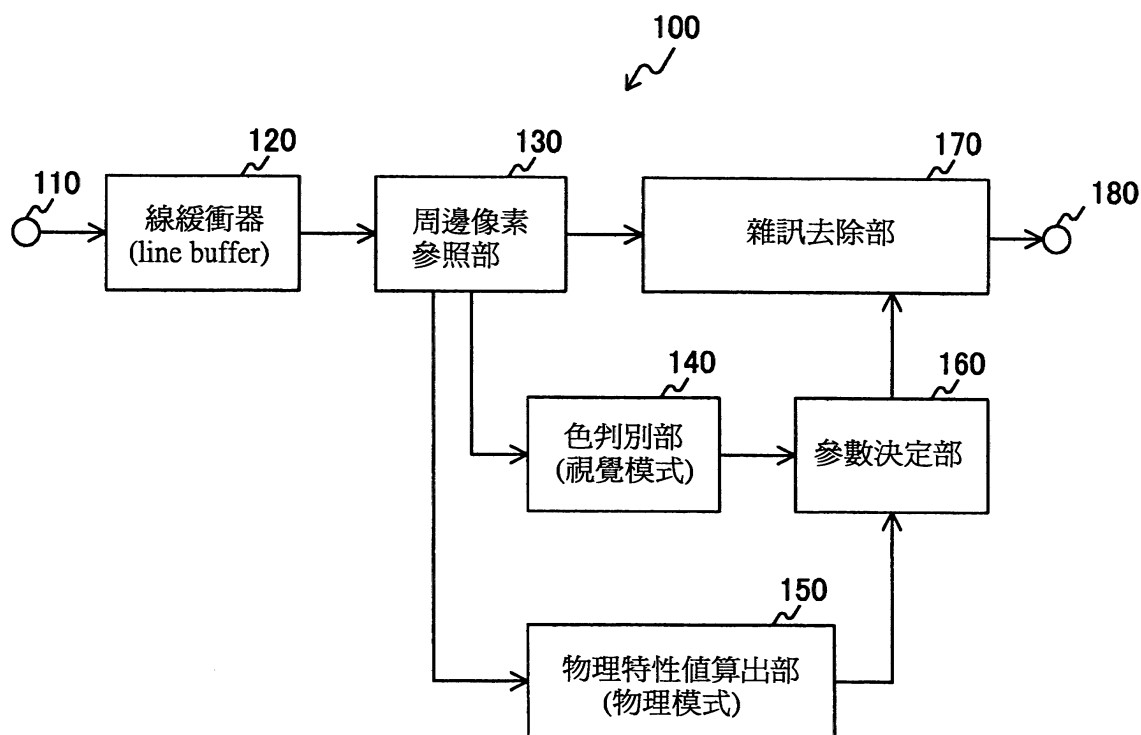 100
110
120
130
170
180
線緩衝器
(line buffer)
周邊像素
參照部
雜訊去除部
140
160
色判別部
(視覺模式)
參數決定部
150
物理特性値算出部
(物理模式)